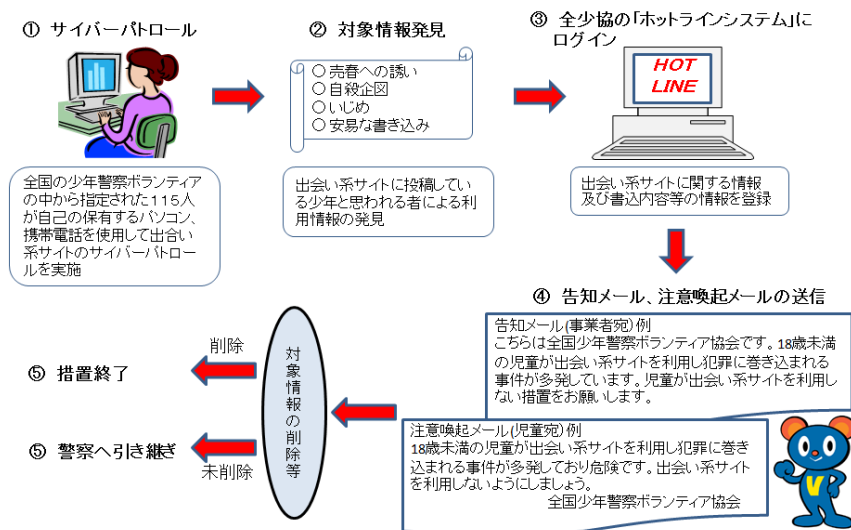 ① サイバーパトロール
全国の少年警察ボランティア
の中から指定された115人
が自己の保有するパソコン、
携帯電話を使用して出合い
系サイトのサイバーパトロー
ルを実施
② 対象情報発見
○ 売春への誘い
○ 自殺企図
○ いじめ
○ 安易な書き込み
出会い系サイトに投稿してい
る少年と思われる者による利
用情報の発見
③ 全少協の「ホットラインシステム」に
ログイン
HOT
LINE
出会い系サイトに関する情報
及び書込内容等の情報を登録
④ 告知メール、注意喚起メールの送信
告知メール(事業者宛)例
こちらは全国少年警察ボランティア協会です。18歳未満
の児童が出会い系サイトを利用し犯罪に巻き込まれる
事件が多発しています。児童が出会い系サイトを利用し
ない措置をお願いします。
注意喚起メール(児童宛)例
18歳未満の児童が出会い系サイトを利用し犯罪に巻き
込まれる事件が多発しており危険です。出会い系サイト
を利用しないようにしましょう。
全国少年警察ボランティア協会
V
対象情報の削除等
削除
⑤ 措置終了
⑤ 警察へ引き継ぎ
未削除